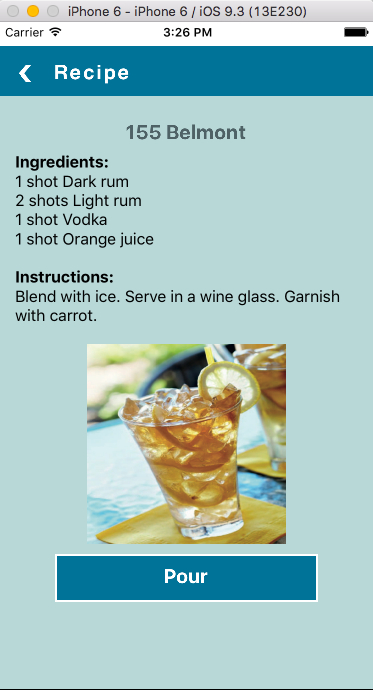 iPhone 6 - iPhone 6 / iOS 9.3 (13E230)
Carrier 3:26 PM
Recipe
155 Belmont
Ingredients:
1 shot Dark rum
2 shots Light rum
1 shot Vodka
1 shot Orange juice
Instructions:
Blend with ice. Serve in a wine glass. Garnish
with carrot.
Pour